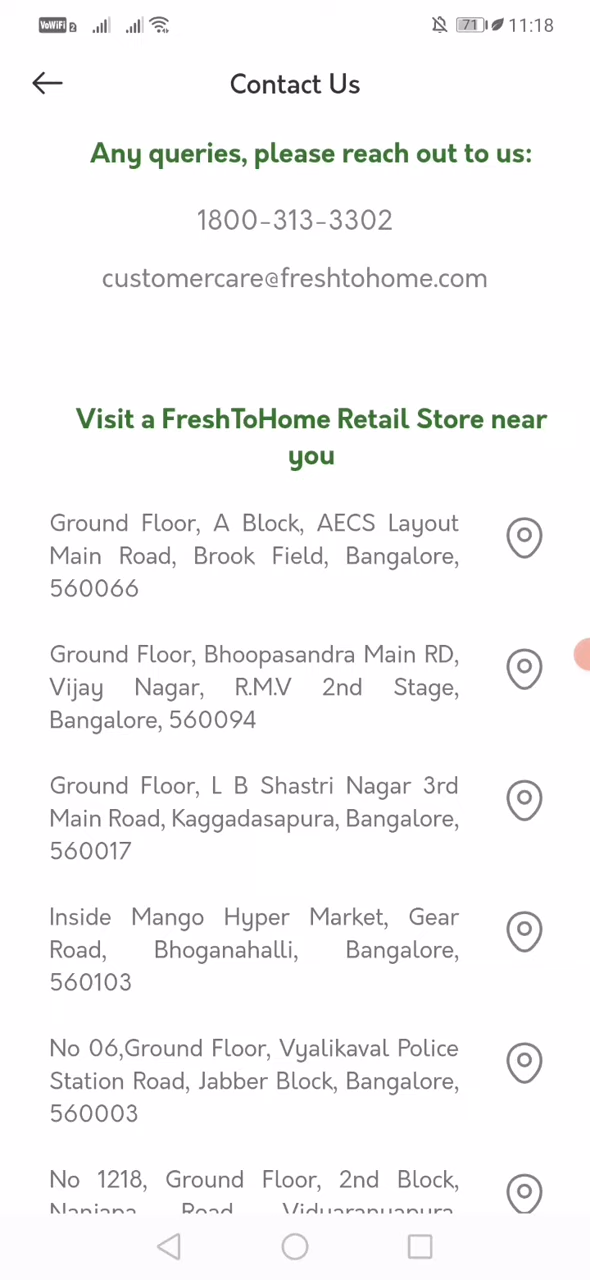 VoWiFi 2 71 11:18
Contact Us
Any queries, please reach out to us:
1800-313-3302
customercare@freshtohome.com
Visit a FreshToHome Retail Store near
you
Ground Floor, A Block, AECS Layout
Main Road, Brook Field, Bangalore,
560066
Ground Floor, Bhoopasandra Main RD,
Vijay Nagar, R.M.V 2nd Stage,
Bangalore, 560094
Ground Floor, L B Shastri Nagar 3rd
Main Road, Kaggadasapura, Bangalore,
560017
Inside Mango Hyper Market, Gear
Road, Bhoganahalli, Bangalore,
560103
No 06,Ground Floor, Vyalikaval Police
Station Road, Jabber Block, Bangalore,
560003
No 1218, Ground Floor, 2nd Block,
Road